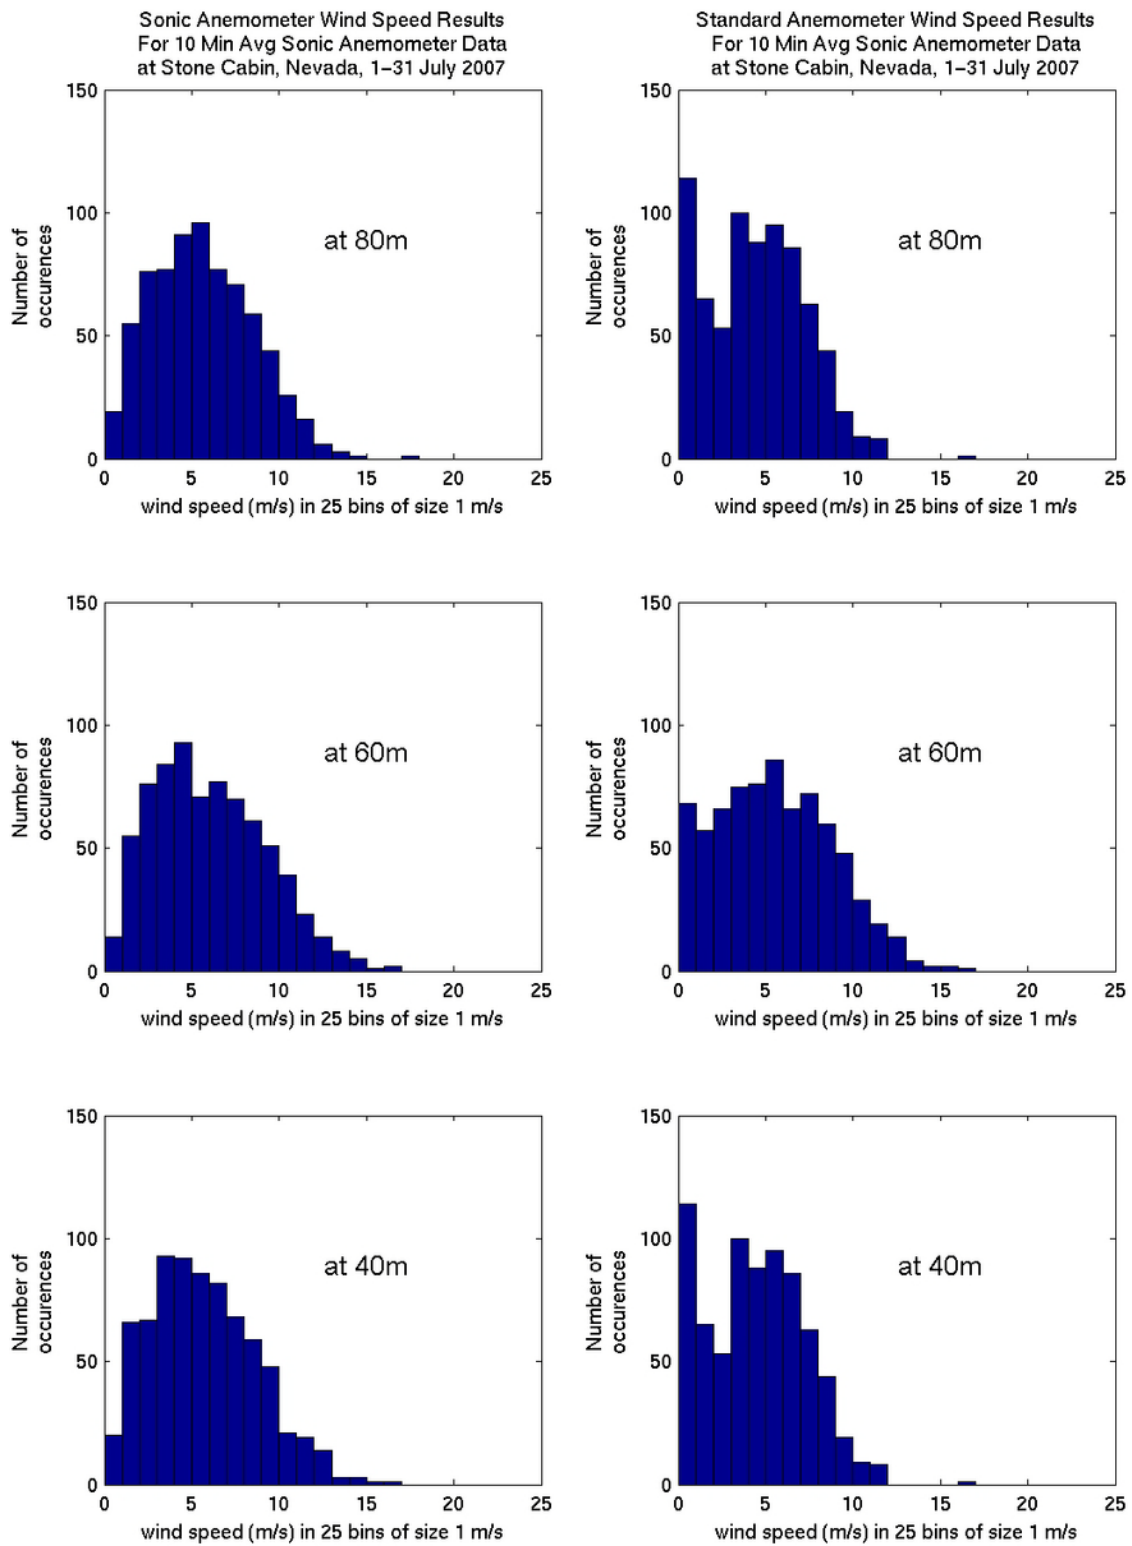 Sonic Anemometer Wind Speed Results
For 10 Min Avg Sonic Anemometer Data
at Stone Cabin, Nevada, 1–31 July 2007
150
100
50
0
0 5 10 15 20 25
Number of
occurences
at 80m
wind speed (m/s) in 25 bins of size 1 m/s
Standard Anemometer Wind Speed Results
For 10 Min Avg Sonic Anemometer Data
at Stone Cabin, Nevada, 1–31 July 2007
150
100
50
0
0 5 10 15 20 25
Number of
occurences
at 80m
wind speed (m/s) in 25 bins of size 1 m/s
150
100
50
0
0 5 10 15 20 25
Number of
occurences
at 60m
wind speed (m/s) in 25 bins of size 1 m/s
150
100
50
0
0 5 10 15 20 25
Number of
occurences
at 60m
wind speed (m/s) in 25 bins of size 1 m/s
150
100
50
0
0 5 10 15 20 25
Number of
occurences
at 40m
wind speed (m/s) in 25 bins of size 1 m/s
150
100
50
0
0 5 10 15 20 25
Number of
occurences
at 40m
wind speed (m/s) in 25 bins of size 1 m/s